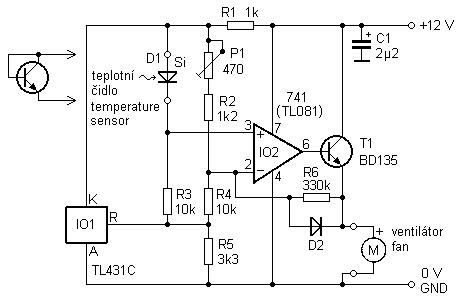 R1 1k
+12 V
D1
Si
P1
470
+
C1
2µ2
teplotní
čidlo
temperature
sensor
R2
1k2
741
(TL081)
7
3
+
IO2
6
T1
BD135
2
−
4
R6
330k
K
R3
10k
R4
10k
IO1
R
D2
+
ventilátor
fan
M
A
R5
3k3
TL431C
0 V
GND